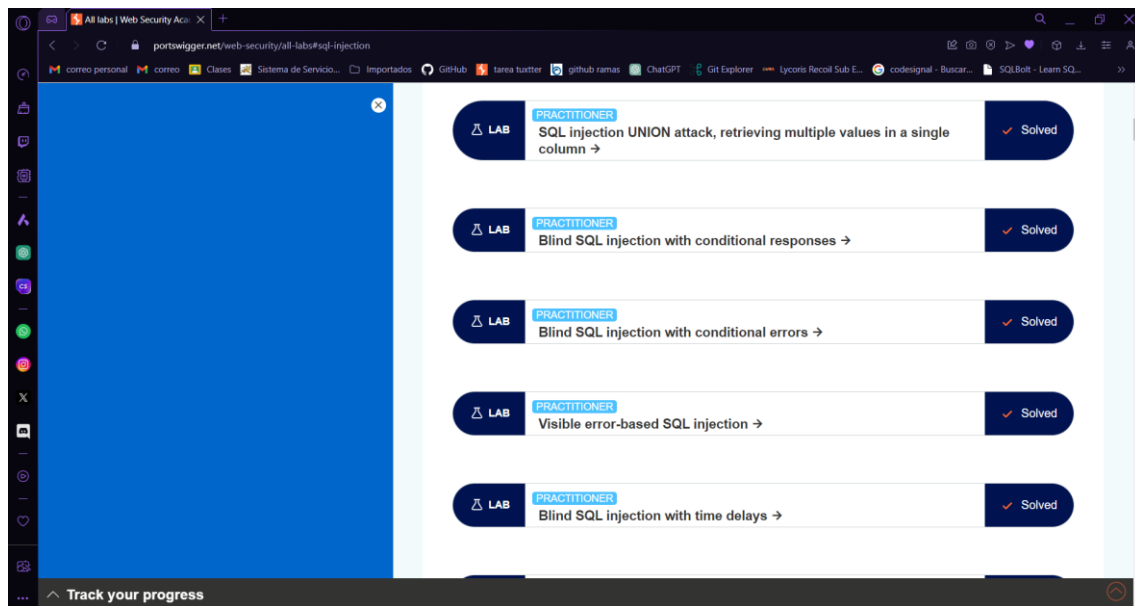 All labs | Web Security Aca
portswigger.net/web-security/all-labs#sql-injection
correo personal
correo
Clases
Sistema de Servicio...
Importados
GitHub
tarea tuxtter
github ramas
ChatGPT
Git Explorer
Lycoris Recoil Sub E...
codesignal - Buscar...
SQLBolt - Learn SQ...
LAB
PRACTITIONER
SQL injection UNION attack, retrieving multiple values in a single
column →
Solved
LAB
PRACTITIONER
Blind SQL injection with conditional responses →
Solved
LAB
PRACTITIONER
Blind SQL injection with conditional errors →
Solved
LAB
PRACTITIONER
Visible error-based SQL injection →
Solved
LAB
PRACTITIONER
Blind SQL injection with time delays →
Solved
Track your progress